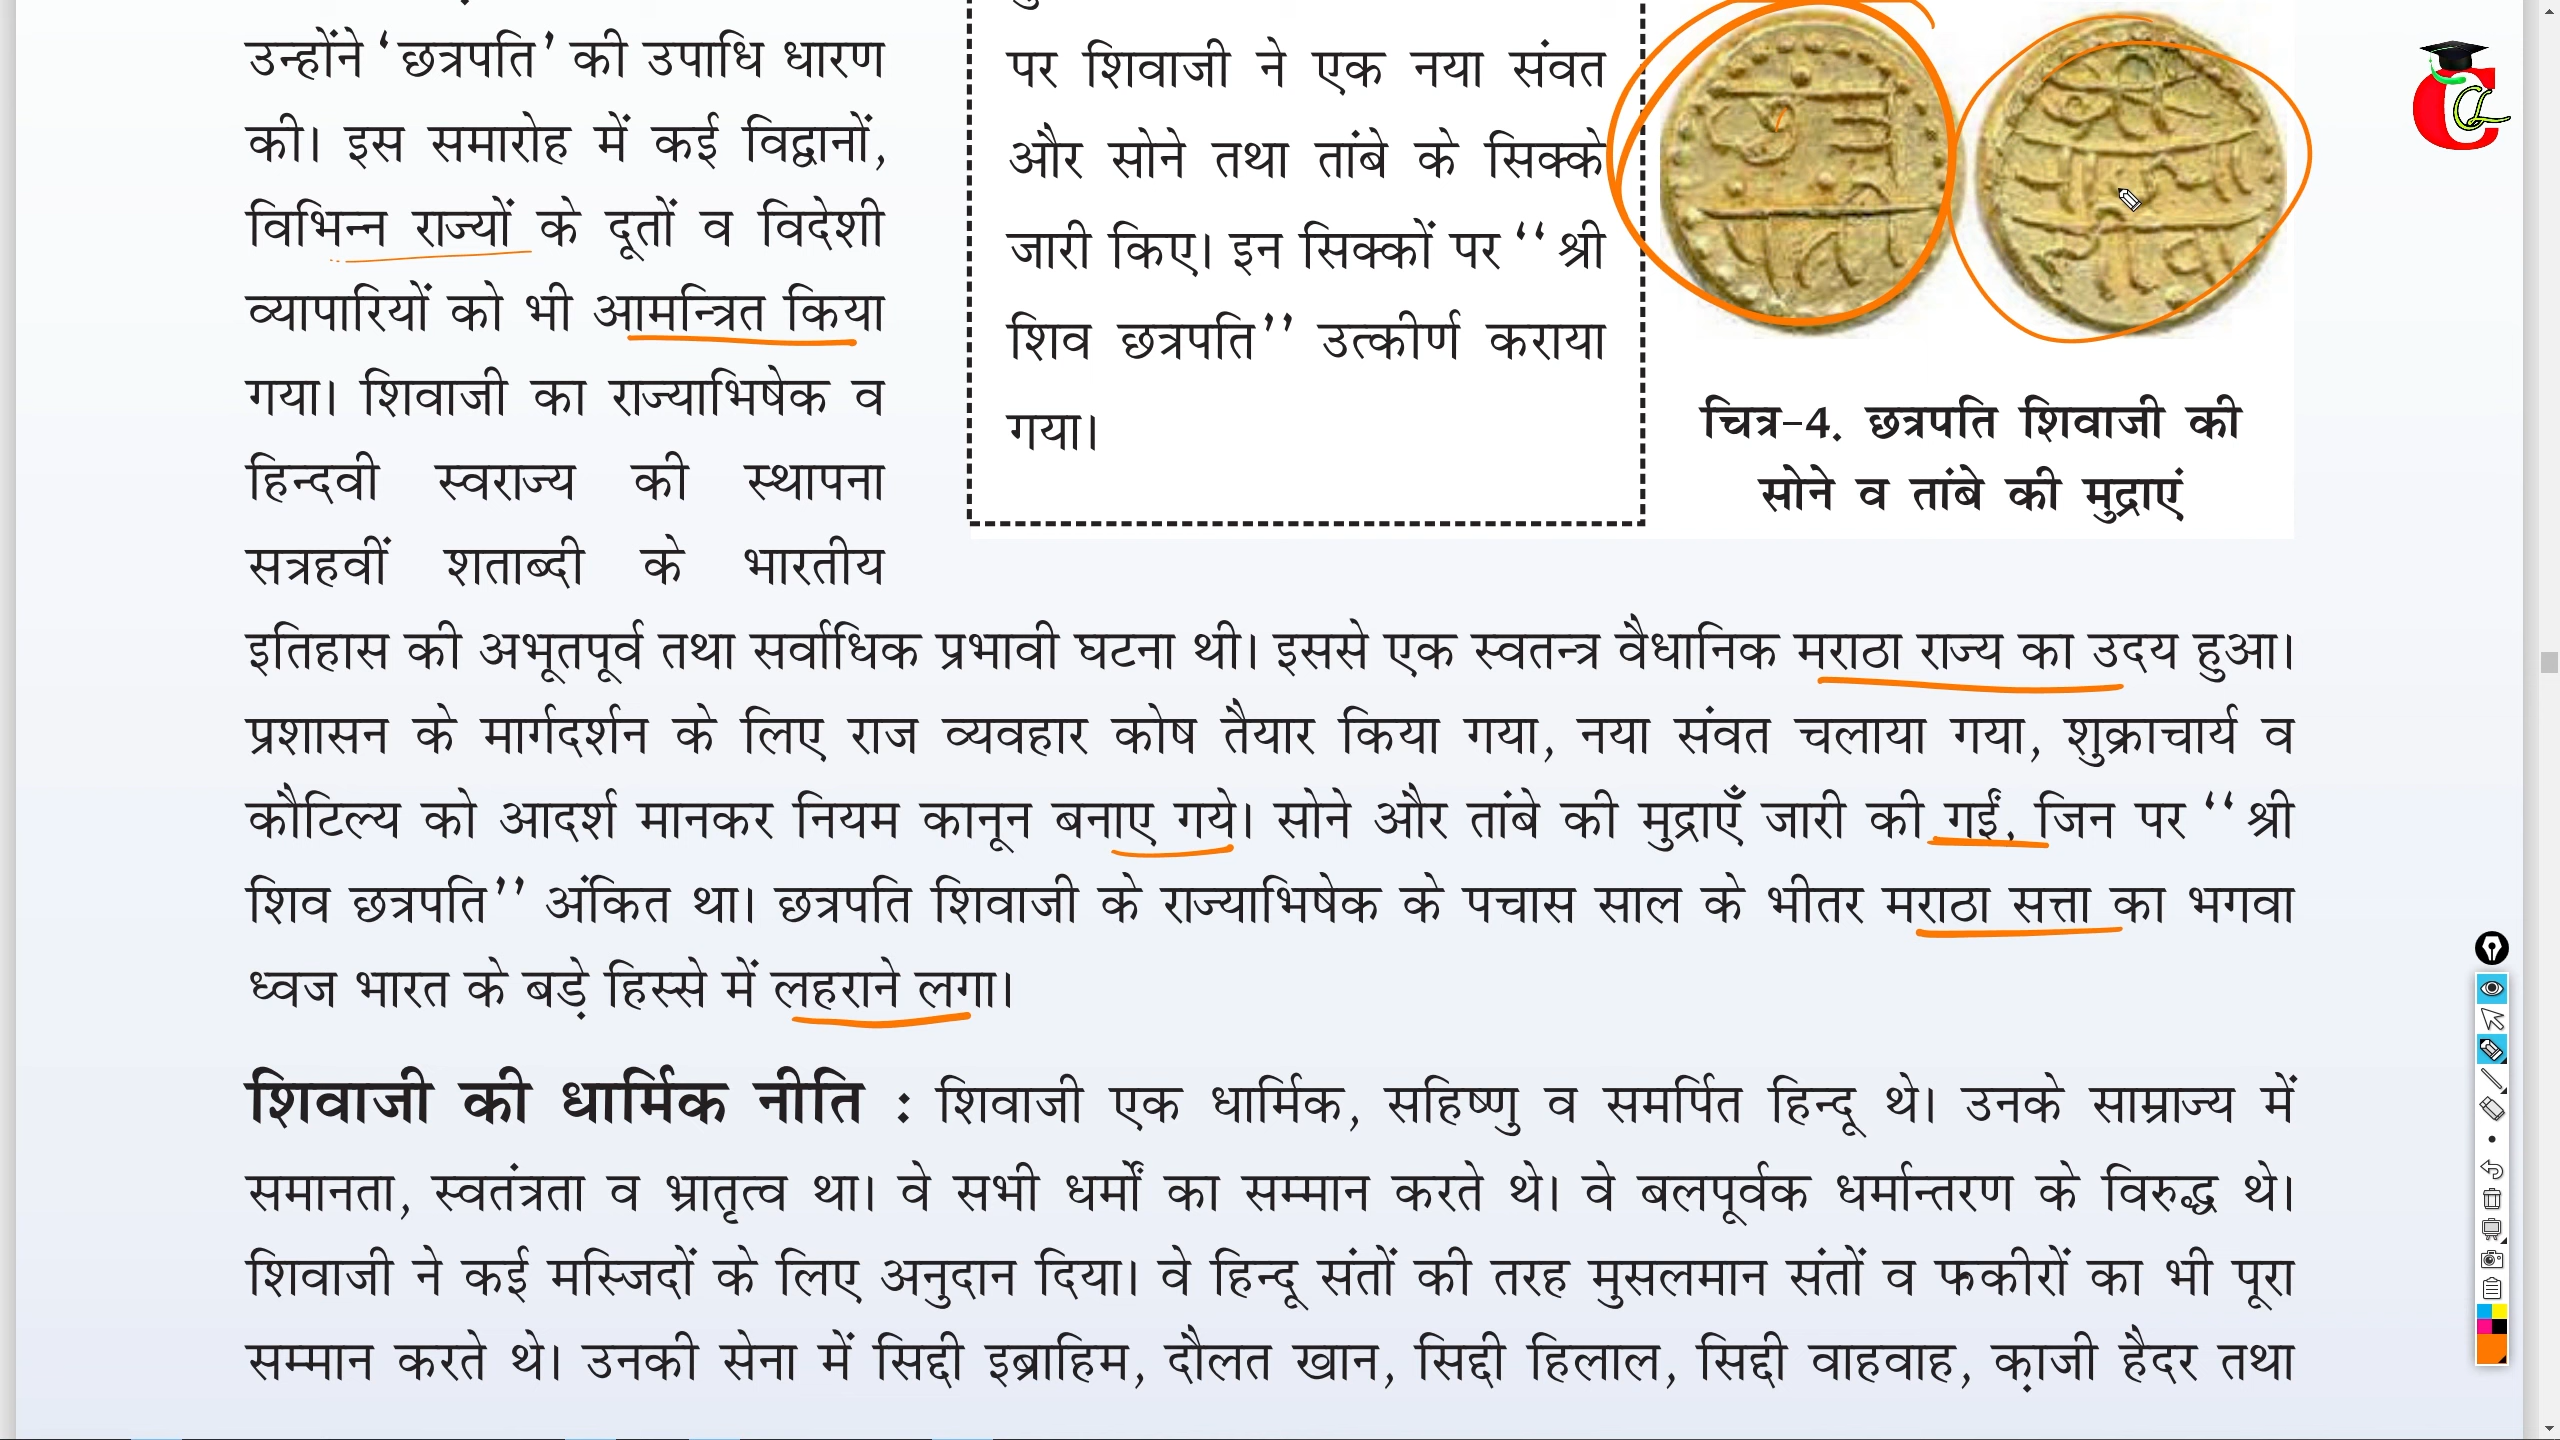 उन्होंने ‘छत्रपति’ की उपाधि धारण
की। इस समारोह में कई विद्वानों,
विभिन्न राज्यों के दूतों व विदेशी
व्यापारियों को भी आमन्त्रित किया
गया। शिवाजी का राज्याभिषेक व
हिन्दवी स्वराज्य की स्थापना
सत्रहवीं शताब्दी के भारतीय
पर शिवाजी ने एक नया संवत
और सोने तथा तांबे के सिक्के
जारी किए। इन सिक्कों पर ‘‘श्री
शिव छत्रपति’’ उत्कीर्ण कराया
गया।
चित्र-4. छत्रपति शिवाजी की
सोने व तांबे की मुद्राएं
इतिहास की अभूतपूर्व तथा सर्वाधिक प्रभावी घटना थी। इससे एक स्वतन्त्र वैधानिक मराठा राज्य का उदय हुआ।
प्रशासन के मार्गदर्शन के लिए राज व्यवहार कोष तैयार किया गया, नया संवत चलाया गया, शुक्राचार्य व
कौटिल्य को आदर्श मानकर नियम कानून बनाए गये। सोने और तांबे की मुद्राएँ जारी की गईं, जिन पर ‘‘श्री
शिव छत्रपति’’ अंकित था। छत्रपति शिवाजी के राज्याभिषेक के पचास साल के भीतर मराठा सत्ता का भगवा
ध्वज भारत के बड़े हिस्से में लहराने लगा।
शिवाजी की धार्मिक नीति : शिवाजी एक धार्मिक, सहिष्णु व समर्पित हिन्दू थे। उनके साम्राज्य में
समानता, स्वतंत्रता व भ्रातृत्व था। वे सभी धर्मों का सम्मान करते थे। वे बलपूर्वक धर्मान्तरण के विरुद्ध थे।
शिवाजी ने कई मस्जिदों के लिए अनुदान दिया। वे हिन्दू संतों की तरह मुसलमान संतों व फकीरों का भी पूरा
सम्मान करते थे। उनकी सेना में सिद्दी इब्राहिम, दौलत खान, सिद्दी हिलाल, सिद्दी वाहवाह, क़ाजी हैदर तथा